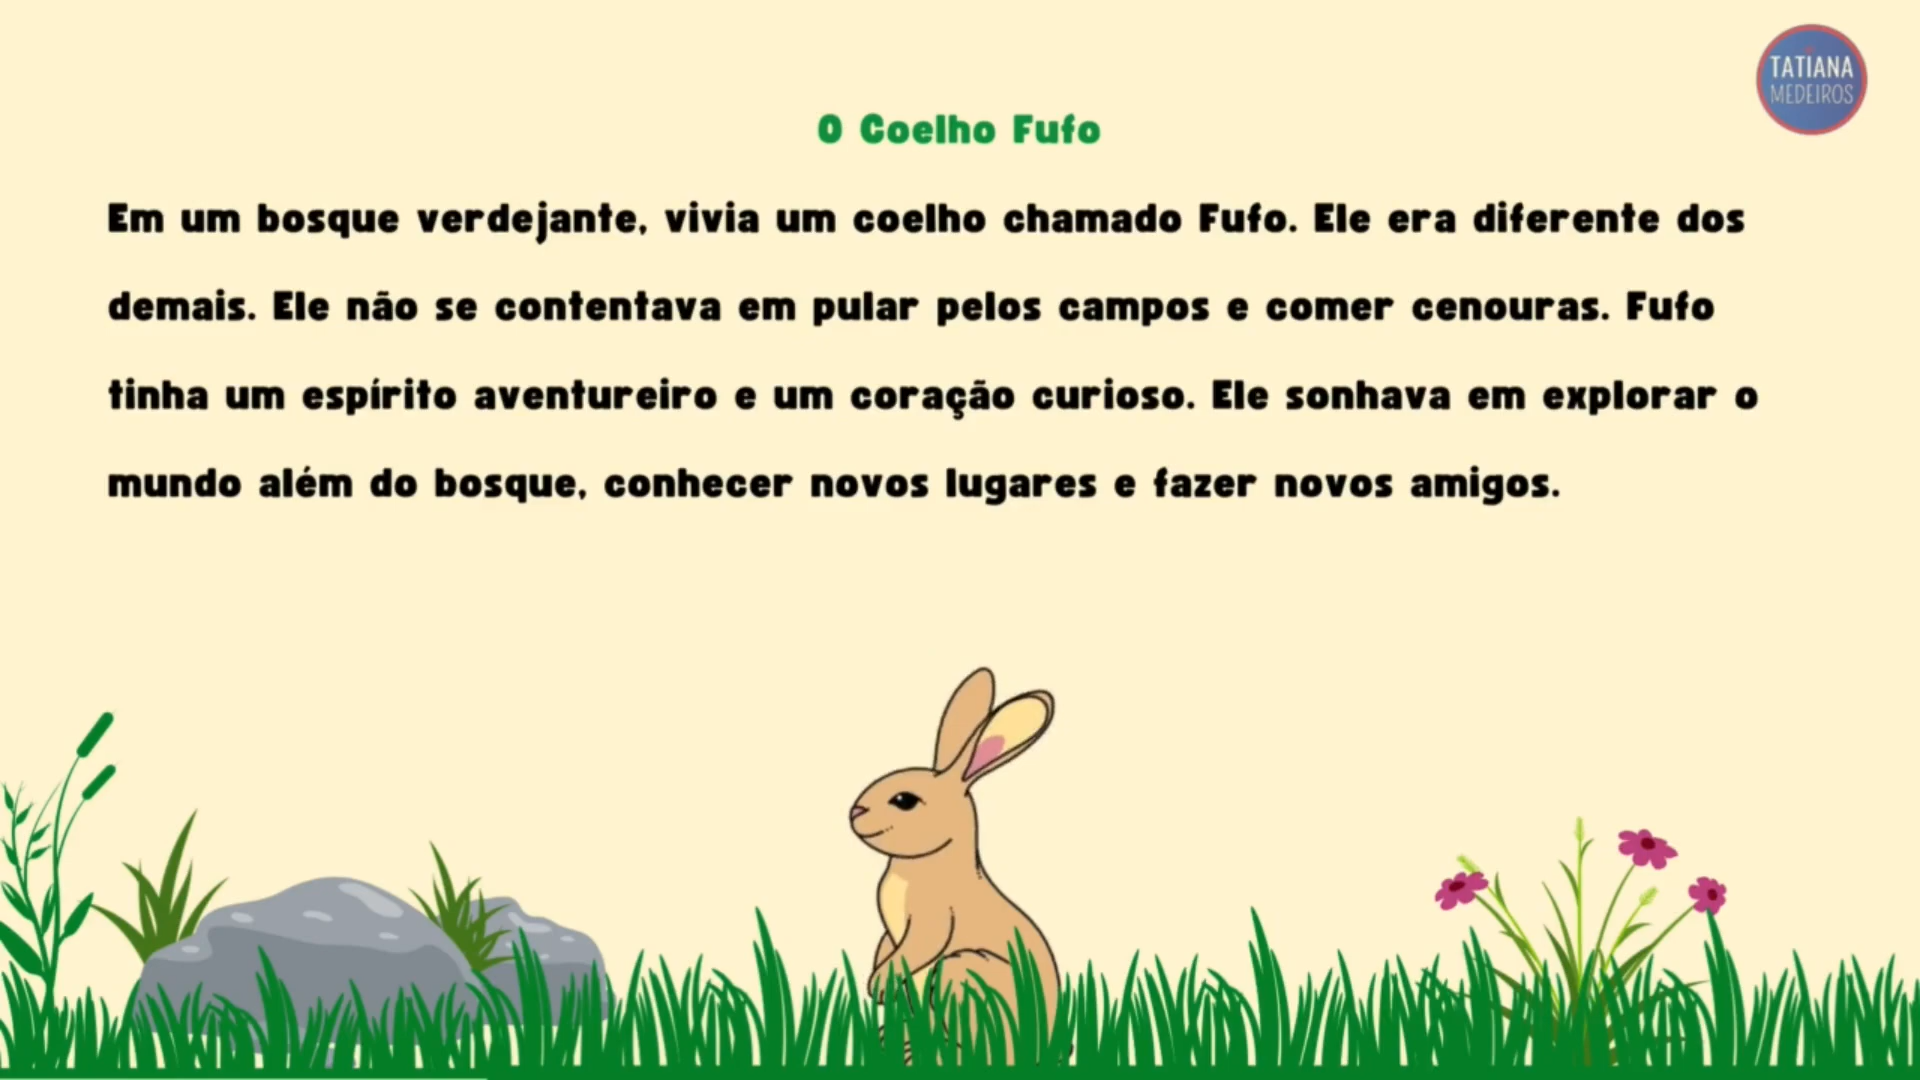 TATIANA
MEDEIROS
O Coelho Fufo
Em um bosque verdejante, vivia um coelho chamado Fufo. Ele era diferente dos
demais. Ele não se contentava em pular pelos campos e comer cenouras. Fufo
tinha um espírito aventureiro e um coração curioso. Ele sonhava em explorar o
mundo além do bosque, conhecer novos lugares e fazer novos amigos.